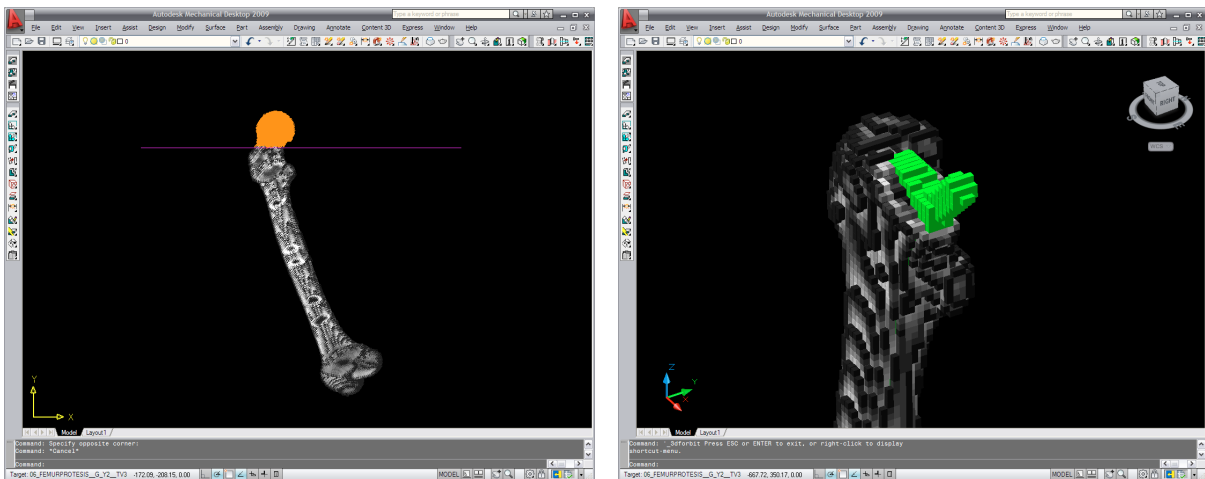 Autodesk Mechanical Desktop 2009
Type a keyword or phrase
File Edit View Insert Assist Design Modify Surface Part Assembly Drawing Annotate Content 3D Express Window Help
0
Y
X
Model Layout1
Command: Specify opposite corner:
Command: *Cancel*
Command:
Target: 06_FEMURPROTESIS__G_Y2__TV3 -172.09, -208.15, 0.00 MODEL
Autodesk Mechanical Desktop 2009
Type a keyword or phrase
File Edit View Insert Assist Design Modify Surface Part Assembly Drawing Annotate Content 3D Express Window Help
0
RIGHT
WCS
Z
Y
X
Model Layout1
Command: '_3dforbit Press ESC or ENTER to exit, or right-click to display
shortcut-menu.
Command:
Target: 06_FEMURPROTESIS__G_Y2__TV3 -667.72, 350.17, 0.00 MODEL